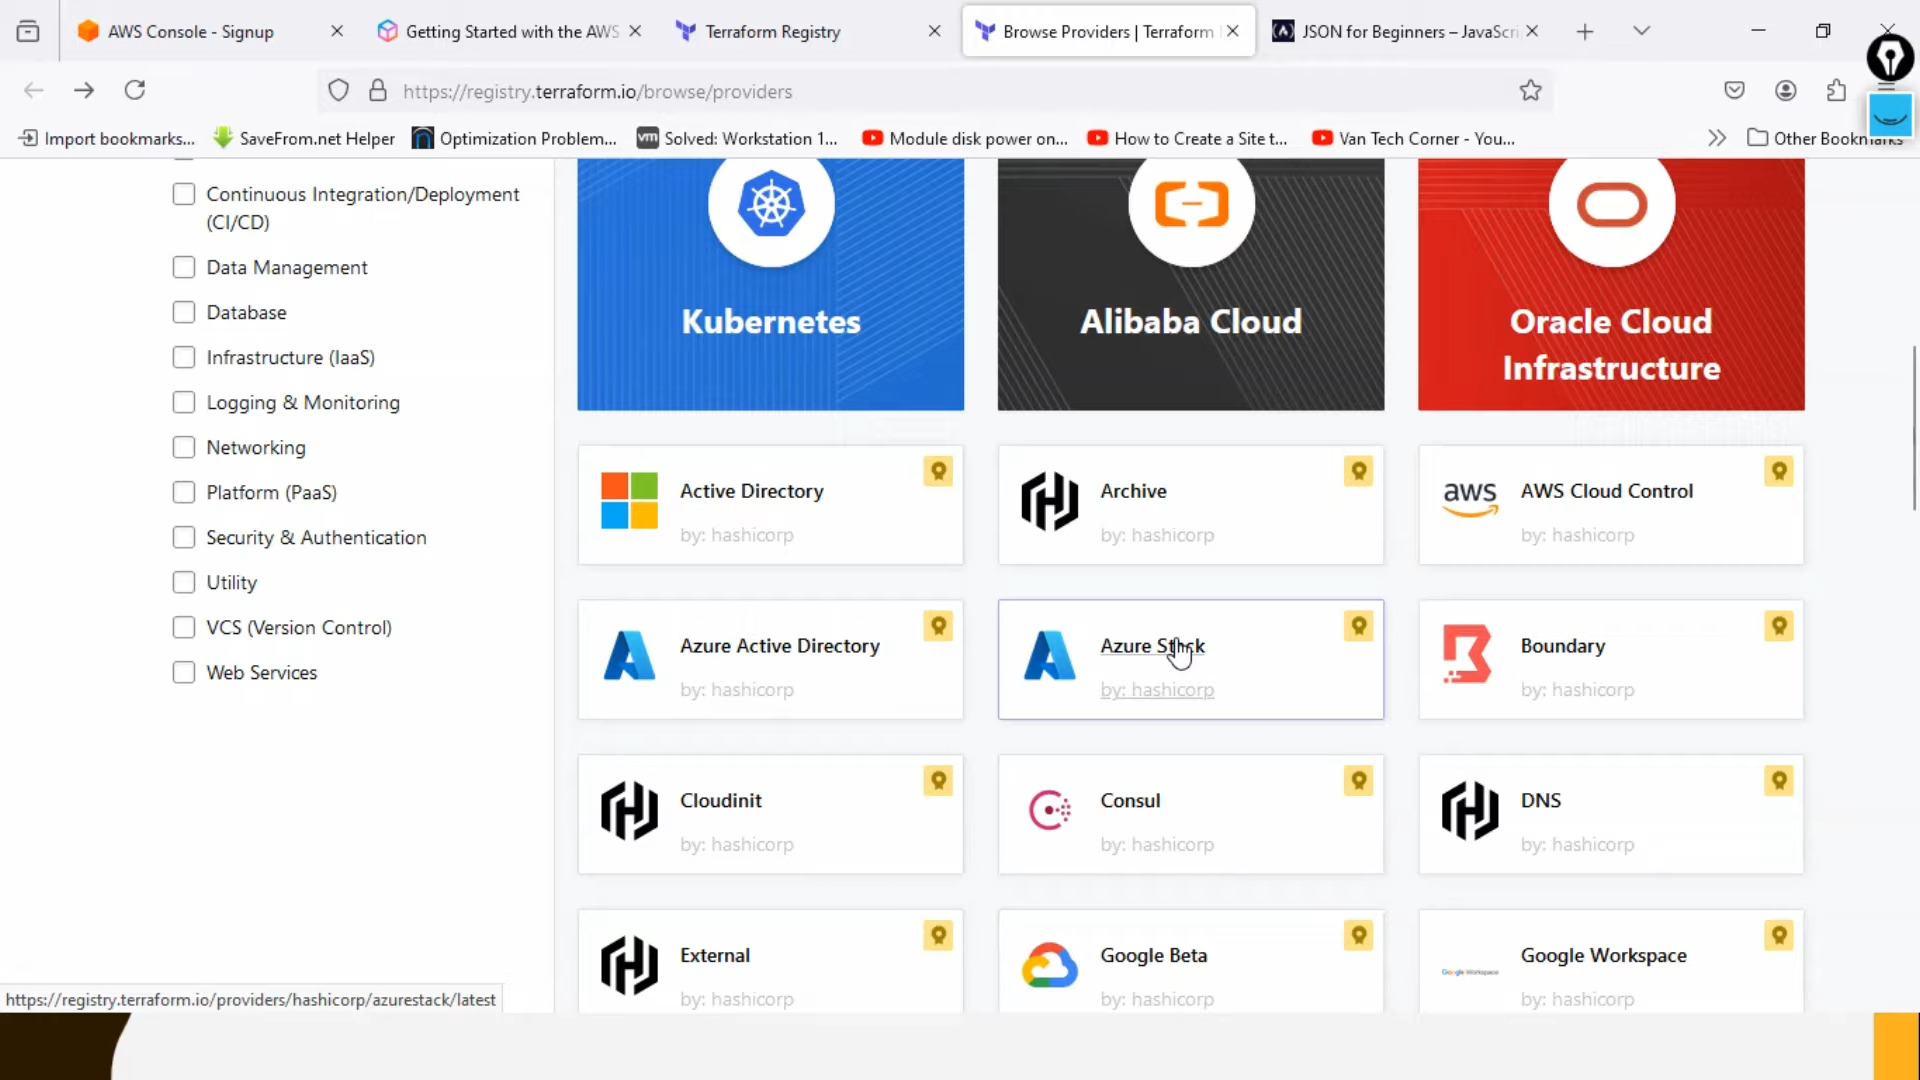 AWS Console - Signup
Getting Started with the AWS
Terraform Registry
Browse Providers | Terraform
JSON for Beginners – JavaScri
https://registry.terraform.io/browse/providers
Import bookmarks...
SaveFrom.net Helper
Optimization Problem...
vm
Solved: Workstation 1...
Module disk power on...
How to Create a Site t...
Van Tech Corner - You...
Other Bookmarks
Continuous Integration/Deployment
(CI/CD)
Data Management
Database
Infrastructure (IaaS)
Logging & Monitoring
Networking
Platform (PaaS)
Security & Authentication
Utility
VCS (Version Control)
Web Services
Kubernetes
Alibaba Cloud
Oracle Cloud
Infrastructure
Active Directory
by: hashicorp
Archive
by: hashicorp
aws
AWS Cloud Control
by: hashicorp
Azure Active Directory
by: hashicorp
Azure Stack
by: hashicorp
Boundary
by: hashicorp
Cloudinit
by: hashicorp
Consul
by: hashicorp
DNS
by: hashicorp
External
by: hashicorp
Google Beta
by: hashicorp
Google Workspace
Google Workspace
by: hashicorp
https://registry.terraform.io/providers/hashicorp/azurestack/latest